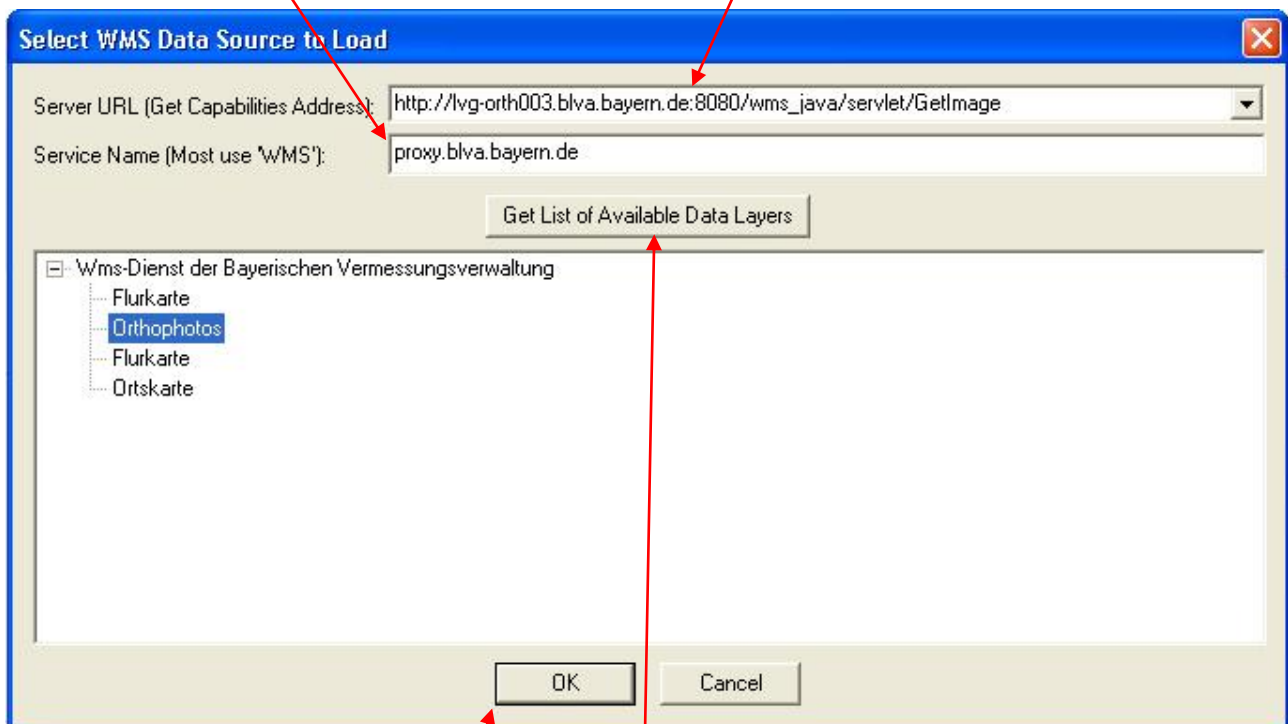 Select WMS Data Source to Load
Server URL (Get Capabilities Address): http://lvg-orth003.blva.bayern.de:8080/wms_java/servlet/GetImage
Service Name (Most use 'WMS'): proxy.blva.bayern.de
Get List of Available Data Layers
Wms-Dienst der Bayerischen Vermessungsverwaltung
Flurkarte
Orthophotos
Flurkarte
Ortskarte
OK Cancel